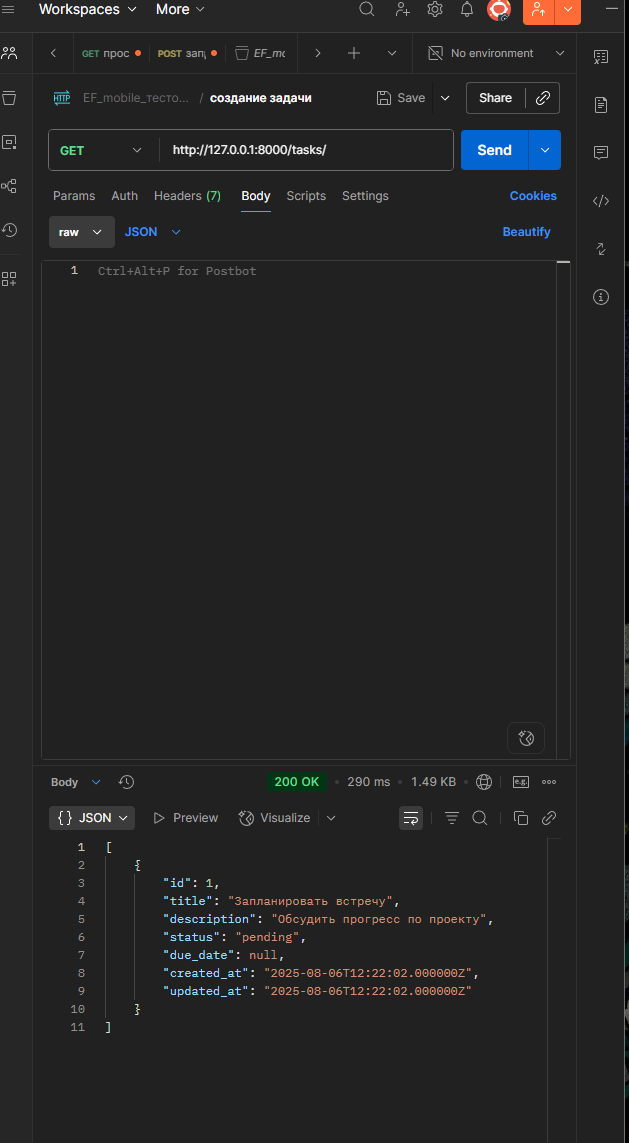 Workspaces More
GET прос POST зап EF_mo No environment
HTTP EF_mobile_тесто... / создание задачи Save Share
GET http://127.0.0.1:8000/tasks/ Send
Params Auth Headers (7) Body Scripts Settings Cookies
raw JSON Beautify
1 Ctrl+Alt+P for Postbot
Body 200 OK 290 ms 1.49 KB e.g.
{} JSON Preview Visualize
1 [
2 {
3 "id": 1,
4 "title": "Запланировать встречу",
5 "description": "Обсудить прогресс по проекту",
6 "status": "pending",
7 "due_date": null,
8 "created_at": "2025-08-06T12:22:02.000000Z",
9 "updated_at": "2025-08-06T12:22:02.000000Z"
10 }
11 ]